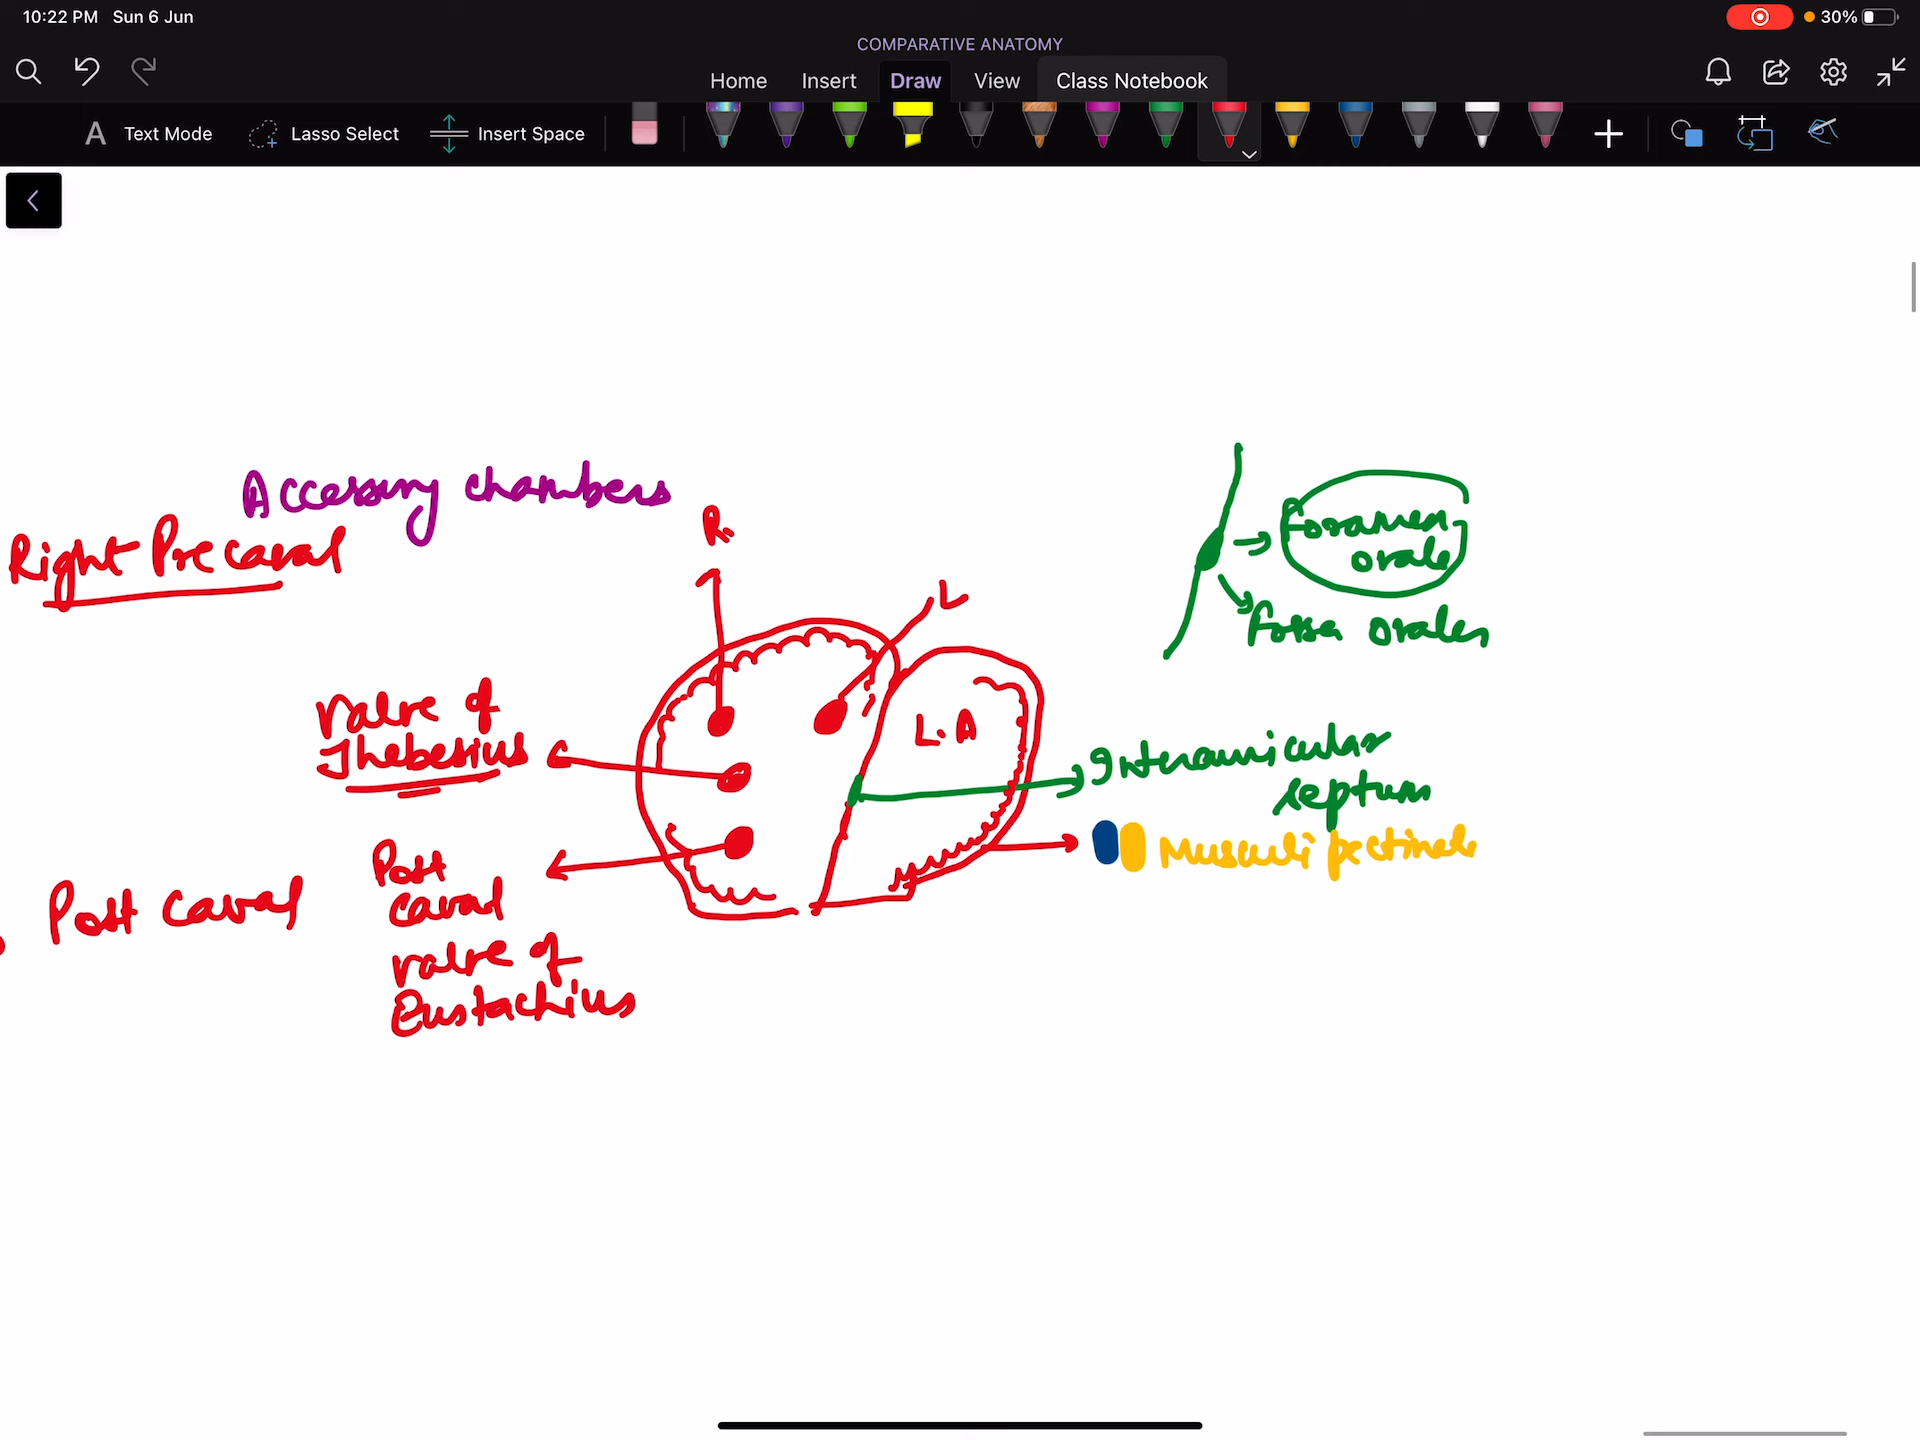 10:22 PM Sun 6 Jun
30%
COMPARATIVE ANATOMY
Home Insert Draw View Class Notebook
A Text Mode Lasso Select Insert Space
Accessory chambers
Right Precaval
R.
L
Foramen
ovale
Fossa ovales
Valve of
Thebesius
L.A
Interauricular
septum
Musculi pectinate
Post
caval
Post caval
valve of
Eustachius